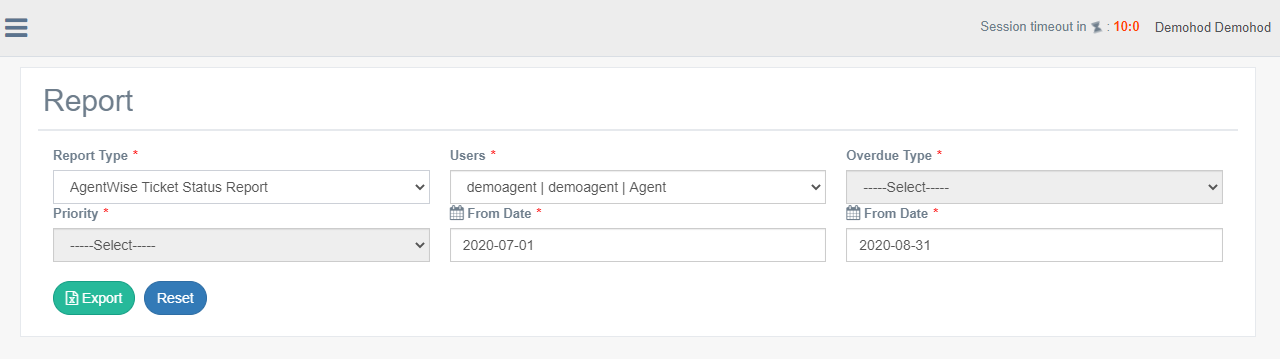 Session timeout in : 10:0 Demohod Demohod
Report
Report Type * Users * Overdue Type *
AgentWise Ticket Status Report demoagent | demoagent | Agent -----Select-----
Priority * From Date * From Date *
-----Select----- 2020-07-01 2020-08-31
Export Reset